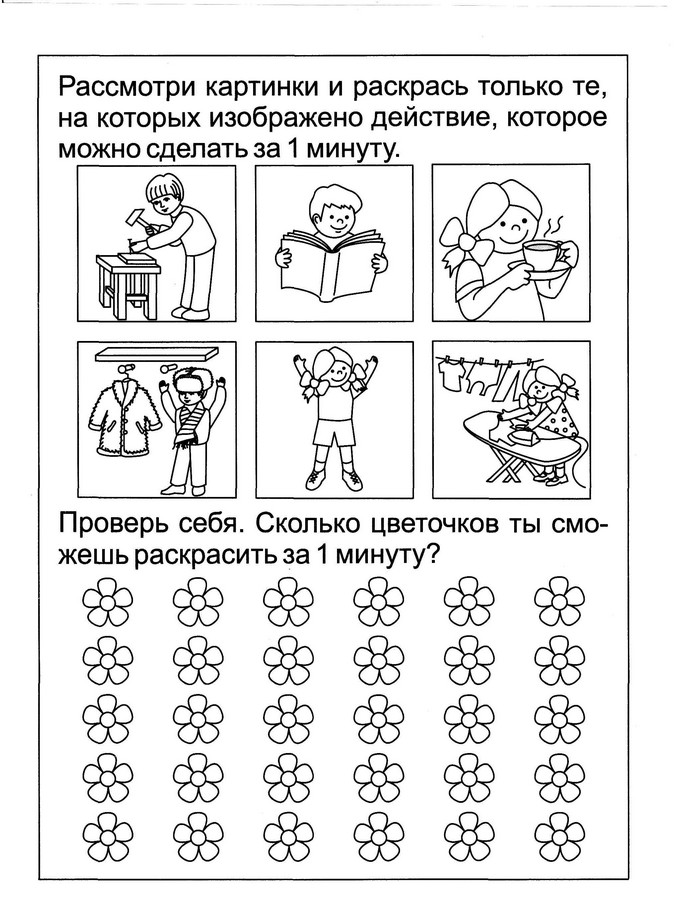 Рассмотри картинки и раскрась только те,
на которых изображено действие, которое
можно сделать за 1 минуту.
Проверь себя. Сколько цветочков ты смо-
жешь раскрасить за 1 минуту?